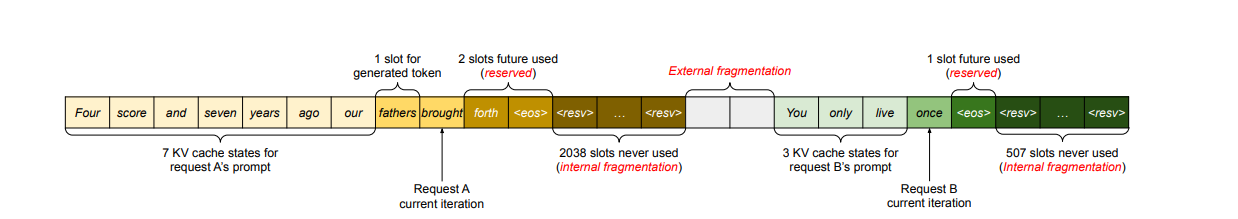 1 slot for
generated token
2 slots future used
(reserved)
External fragmentation
1 slot future used
(reserved)
Four score and seven years ago our fathers brought forth <eos> <resv> ... <resv> You only live once <eos> <resv> ... <resv>
7 KV cache states for
request A's prompt
2038 slots never used
(internal fragmentation)
3 KV cache states for
request B's prompt
507 slots never used
(Internal fragmentation)
Request A
current iteration
Request B
current iteration